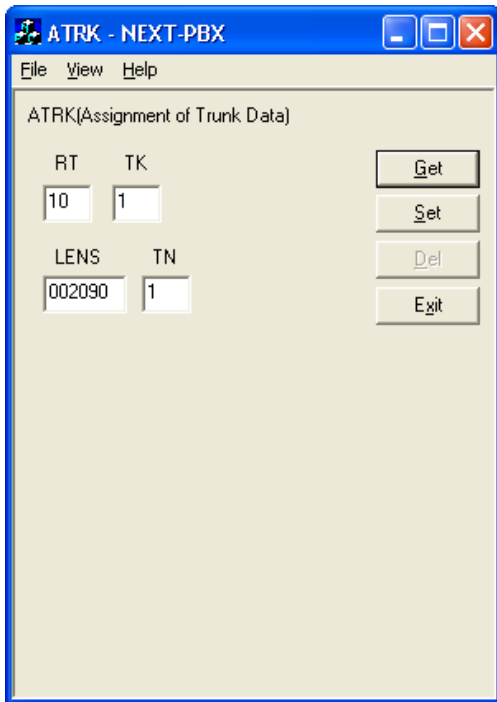 ATRK - NEXT-PBX
File View Help
ATRK(Assignment of Trunk Data)
RT TK
10 1
LENS TN
002090 1
Get
Set
Del
Exit